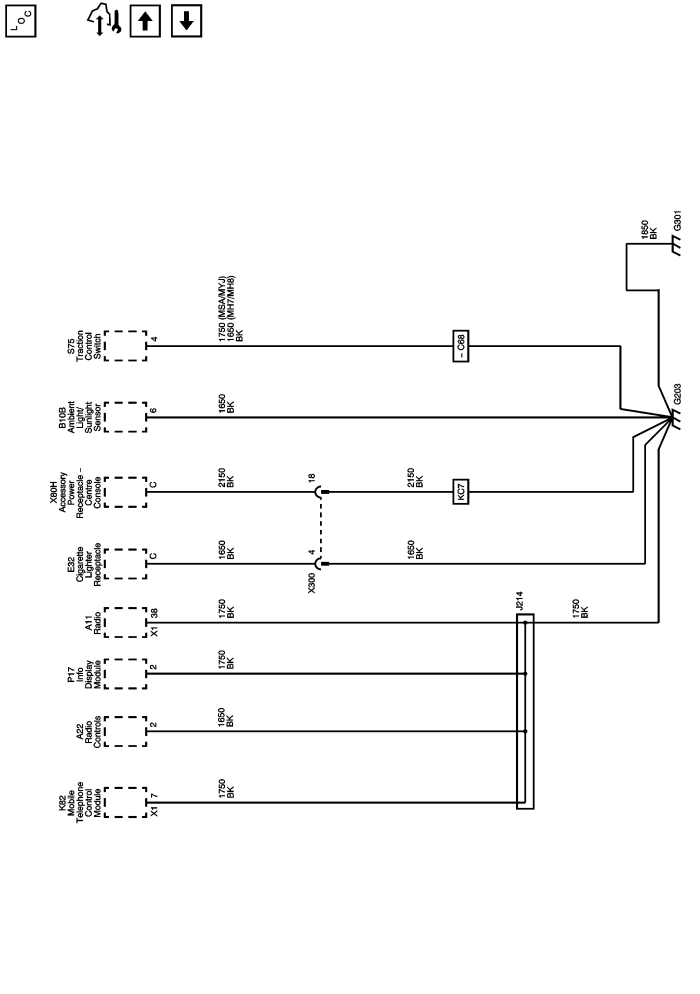 L O C
K82
Mobile
Telephone
Control
Module
X1 7
1750
BK
A22
Radio
Controls
2
1650
BK
P17
Info
Display
Module
2
1750
BK
A11
Radio
X1 38
1750
BK
E32
Cigarette
Lighter
Receptacle
C
1650
BK
4
X300
1650
BK
X80H
Accessory
Power
Receptacle –
Centre
Console
C
2150
BK
18
2150
BK
KC7
B10B
Ambient
Light/
Sunlight
Sensor
6
1650
BK
S75
Traction
Control
Switch
4
1750 (MSA/MYJ)
1650 (MH7/MH8)
BK
– C68
J214
1750
BK
G203
1850
BK
G301